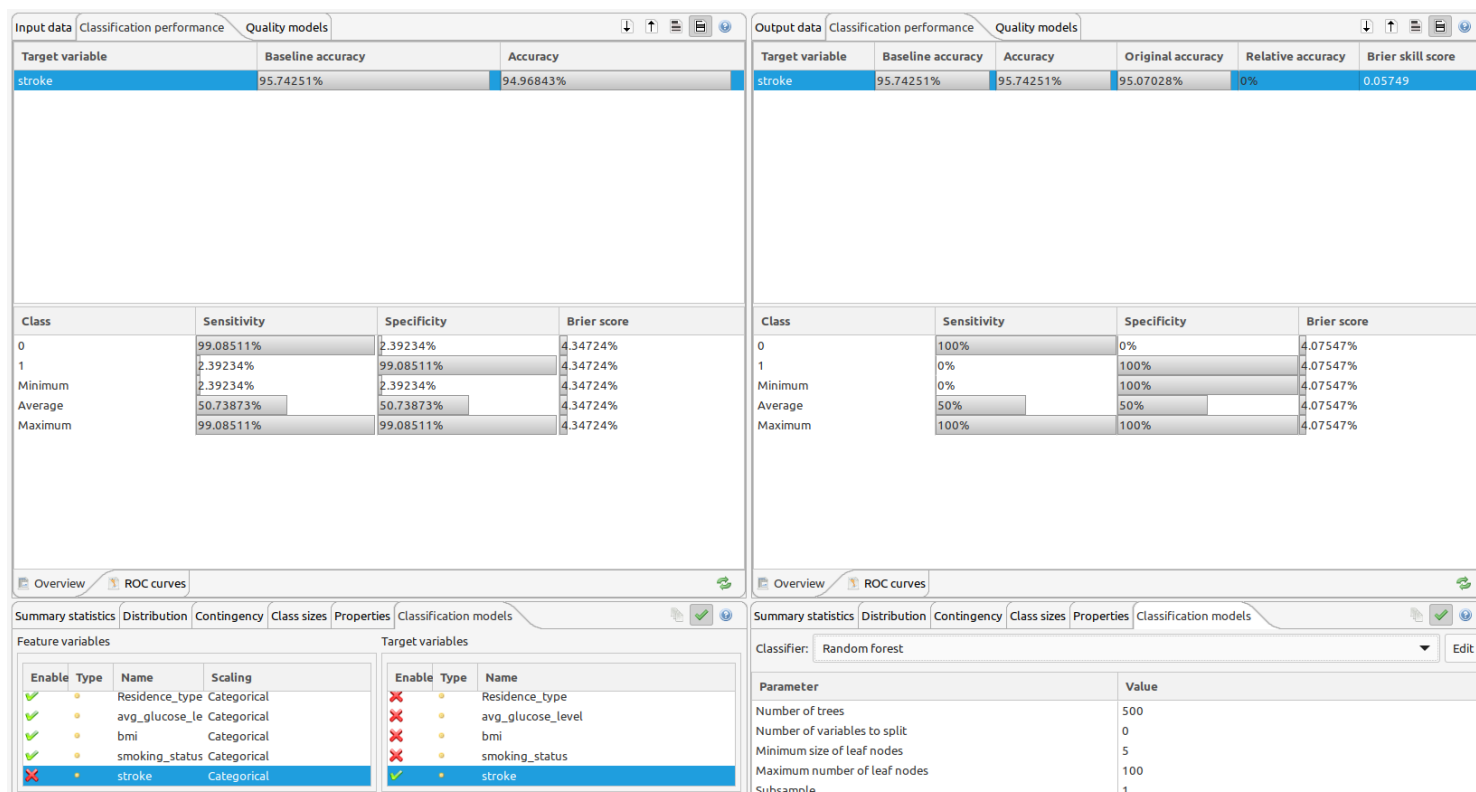 Input data Classification performance Quality models
Target variable Baseline accuracy Accuracy
stroke 95.74251% 94.96843%
Class Sensitivity Specificity Brier score
0 99.08511% 2.39234% 4.34724%
1 2.39234% 99.08511% 4.34724%
Minimum 2.39234% 2.39234% 4.34724%
Average 50.73873% 50.73873% 4.34724%
Maximum 99.08511% 99.08511% 4.34724%
Overview ROC curves
Output data Classification performance Quality models
Target variable Baseline accuracy Accuracy Original accuracy Relative accuracy Brier skill score
stroke 95.74251% 95.74251% 95.07028% 0% 0.05749
Class Sensitivity Specificity Brier score
0 100% 0% 4.07547%
1 0% 100% 4.07547%
Minimum 0% 100% 4.07547%
Average 50% 50% 4.07547%
Maximum 100% 100% 4.07547%
Overview ROC curves
Summary statistics Distribution Contingency Class sizes Properties Classification models
Feature variables
Enable Type Name Scaling
Residence_type Categorical
avg_glucose_le Categorical
bmi Categorical
smoking_status Categorical
stroke Categorical
Target variables
Enable Type Name
Residence_type
avg_glucose_level
bmi
smoking_status
stroke
Summary statistics Distribution Contingency Class sizes Properties Classification models
Classifier: Random forest Edit
Parameter Value
Number of trees 500
Number of variables to split 0
Minimum size of leaf nodes 5
Maximum number of leaf nodes 100
Subsample 1